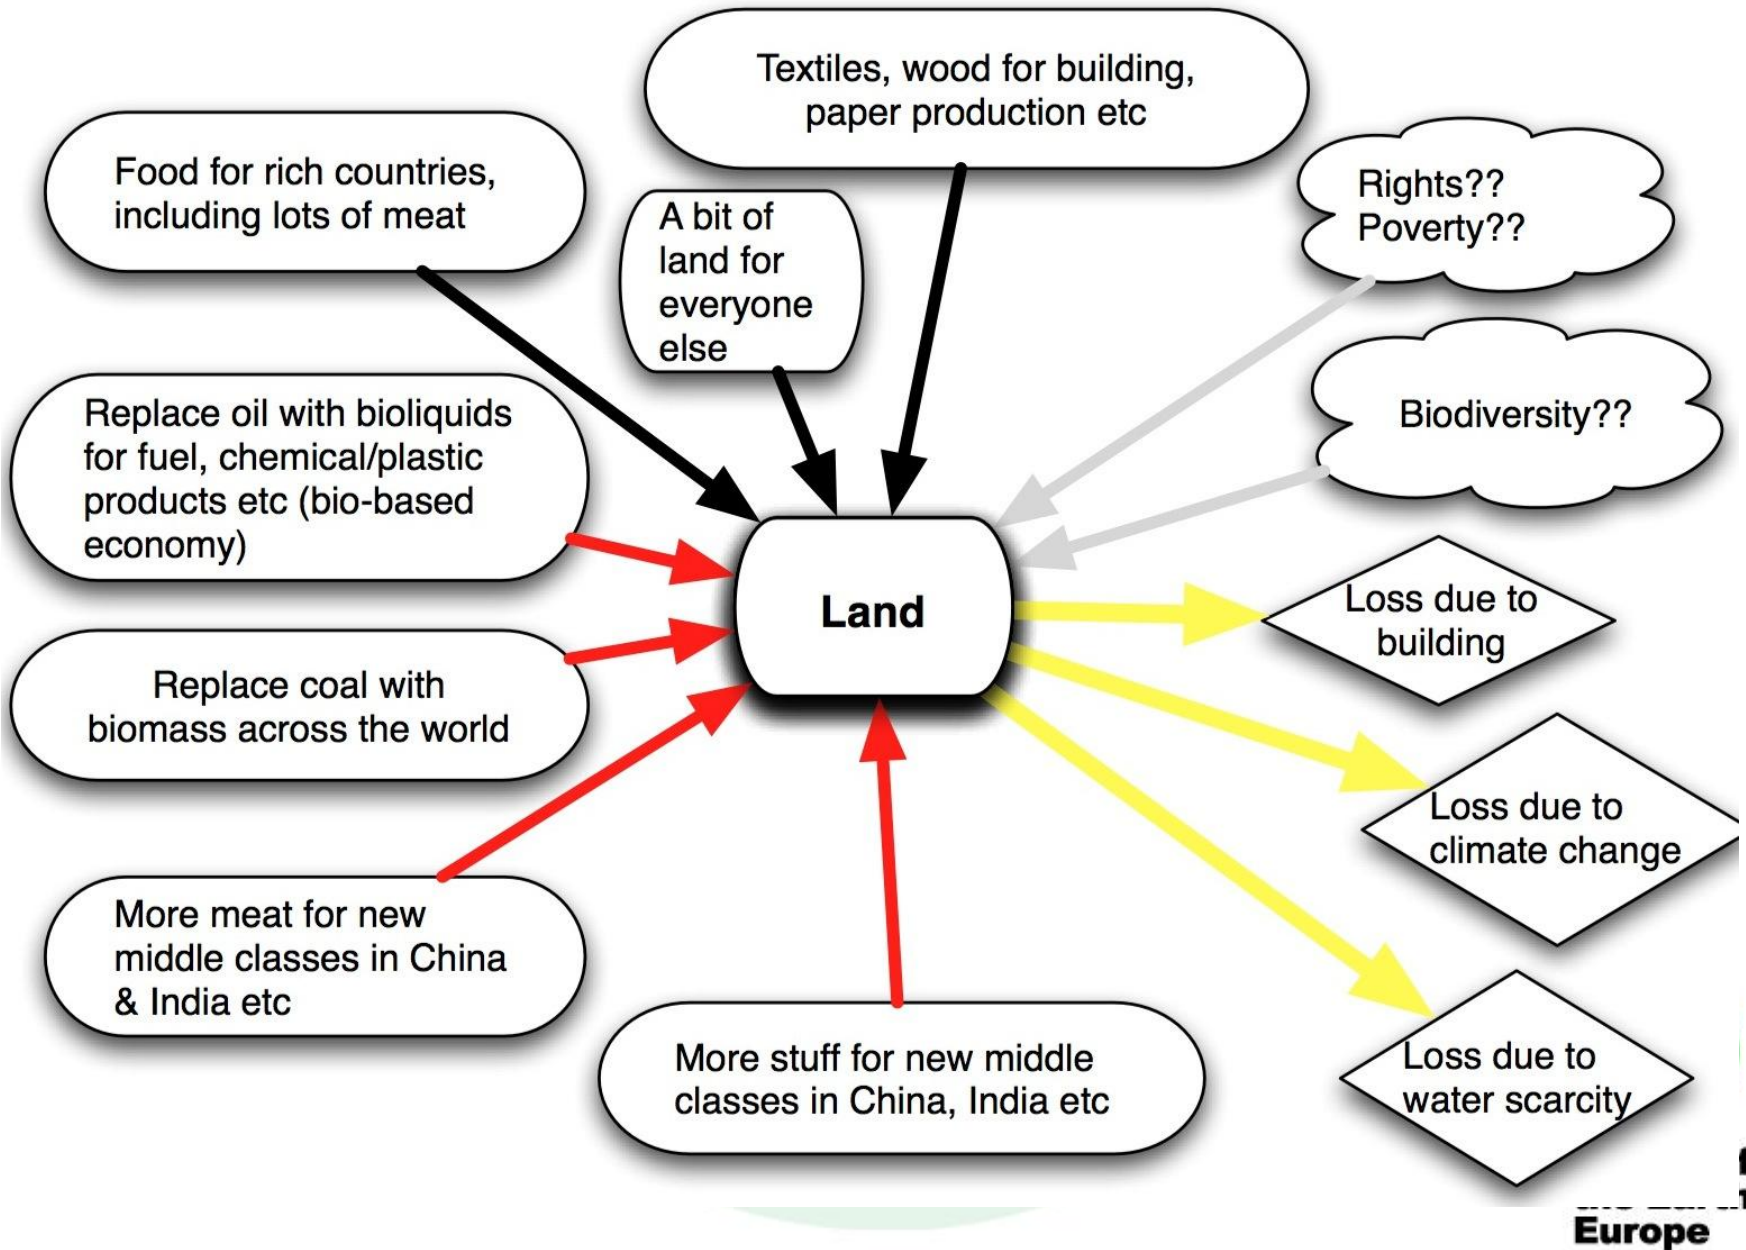 Textiles, wood for building,
paper production etc
Food for rich countries,
including lots of meat
A bit of
land for
everyone
else
Rights??
Poverty??
Replace oil with bioliquids
for fuel, chemical/plastic
products etc (bio-based
economy)
Biodiversity??
Land
Loss due to
building
Replace coal with
biomass across the world
Loss due to
climate change
More meat for new
middle classes in China
& India etc
More stuff for new middle
classes in China, India etc
Loss due to
water scarcity
Europe